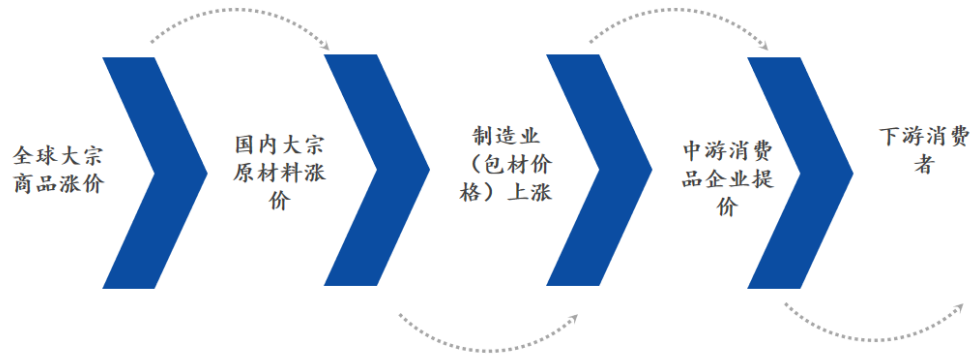 全球大宗
商品涨价
国内大宗
原材料涨
价
制造业
（包材价
格）上涨
中游消费
品企业提
价
下游消费
者